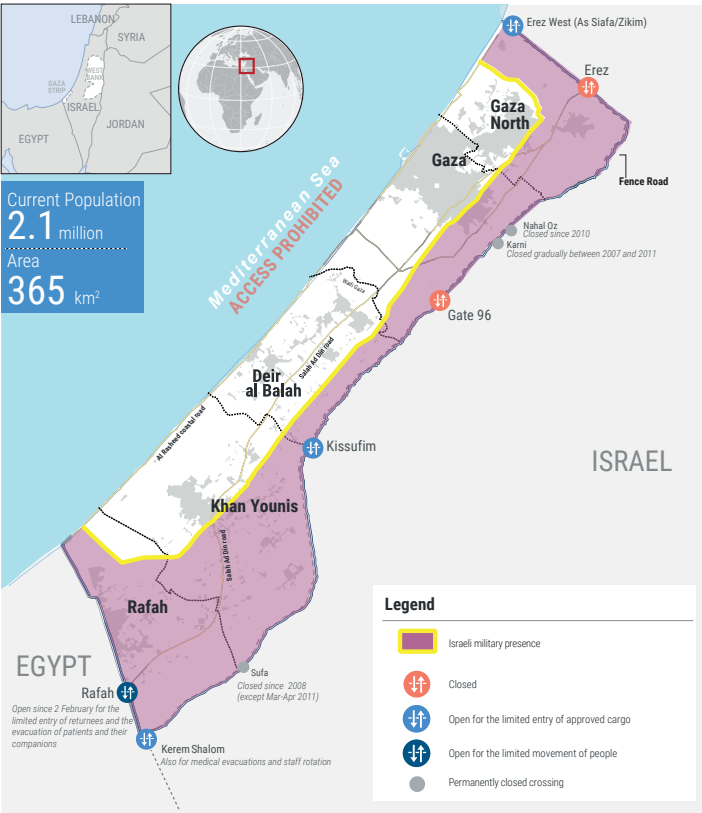 LEBANON
SYRIA
WEST
BANK
GAZA
STRIP
ISRAEL
JORDAN
EGYPT
Current Population
2.1 million
Area
365 km²
Mediterranean Sea
ACCESS PROHIBITED
Erez West (As Siafa/Zikim)
Erez
Gaza
North
Gaza
Fence Road
Nahal Oz
Closed since 2010
Karni
Closed gradually between 2007 and 2011
Wadi Gaza
Gate 96
Salah Ad Din road
Deir
al Balah
Al Rasheed coastal road
Kissufim
ISRAEL
Khan Younis
Salah Ad Din road
Rafah
EGYPT
Sufa
Closed since 2008
(except Mar-Apr 2011)
Rafah
Open since 2 February for the
limited entry of returnees and the
evacuation of patients and their
companions
Kerem Shalom
Also for medical evacuations and staff rotation
Legend
Israeli military presence
Closed
Open for the limited entry of approved cargo
Open for the limited movement of people
Permanently closed crossing